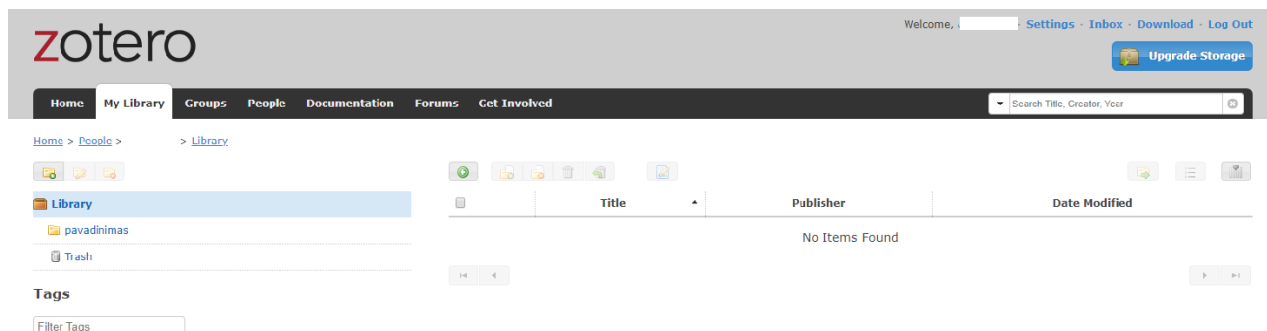 zotero
Welcome, Settings - Inbox - Download - Log Out
Upgrade Storage
Home My Library Groups People Documentation Forums Get Involved
Search Title, Creator, Year
Home > People > > Library
Library
Title Publisher Date Modified
pavadinimas
No Items Found
Trash
Tags
Filter Tags